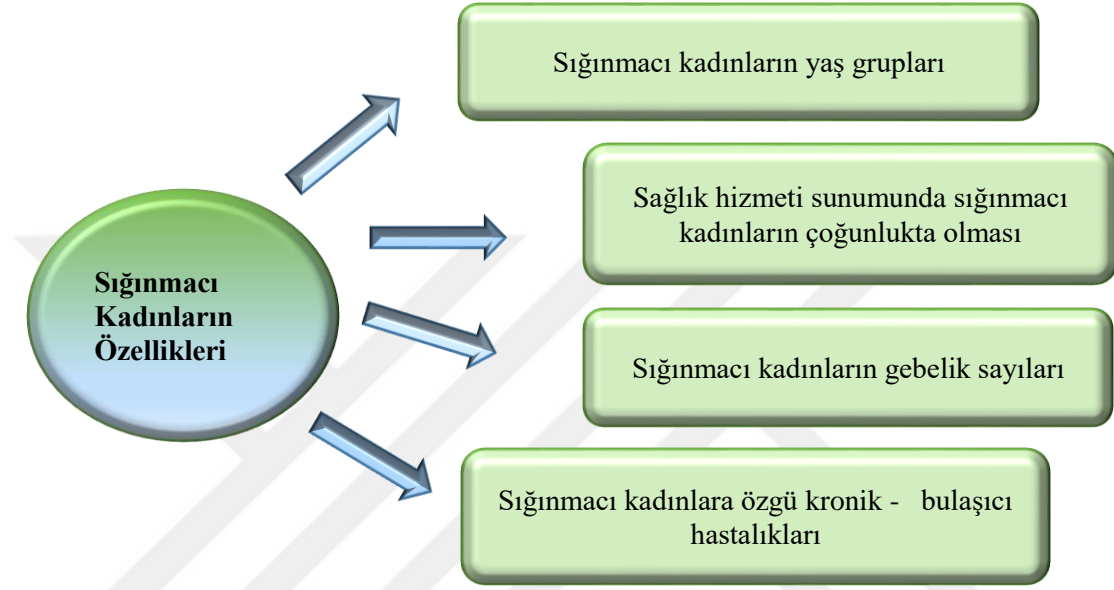 Sığınmacı kadınların yaş grupları
Sağlık hizmeti sunumunda sığınmacı
kadınların çoğunlukta olması
Sığınmacı
Kadınların
Özellikleri
Sığınmacı kadınların gebelik sayıları
Sığınmacı kadınlara özgü kronik - bulaşıcı
hastalıkları